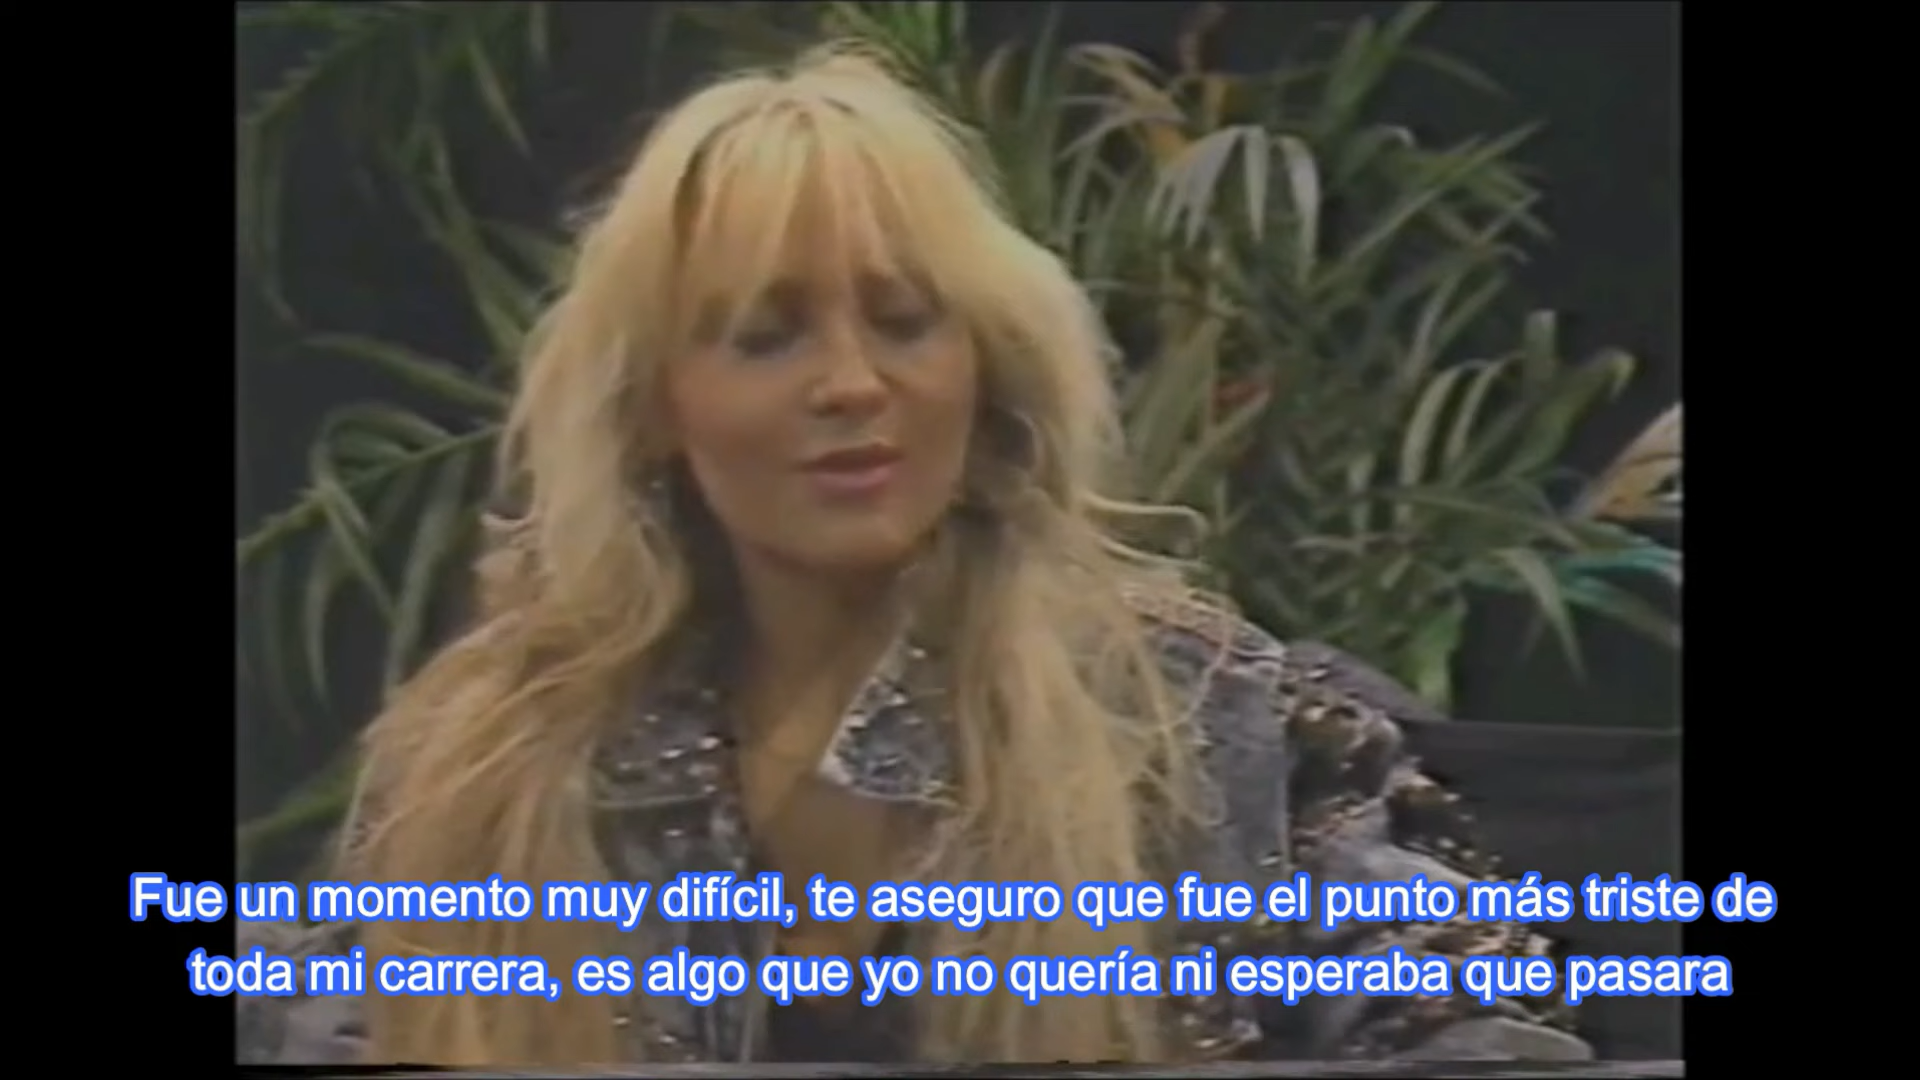 Fue un momento muy difícil, te aseguro que fue el punto más triste de
toda mi carrera, es algo que yo no quería ni esperaba que pasara